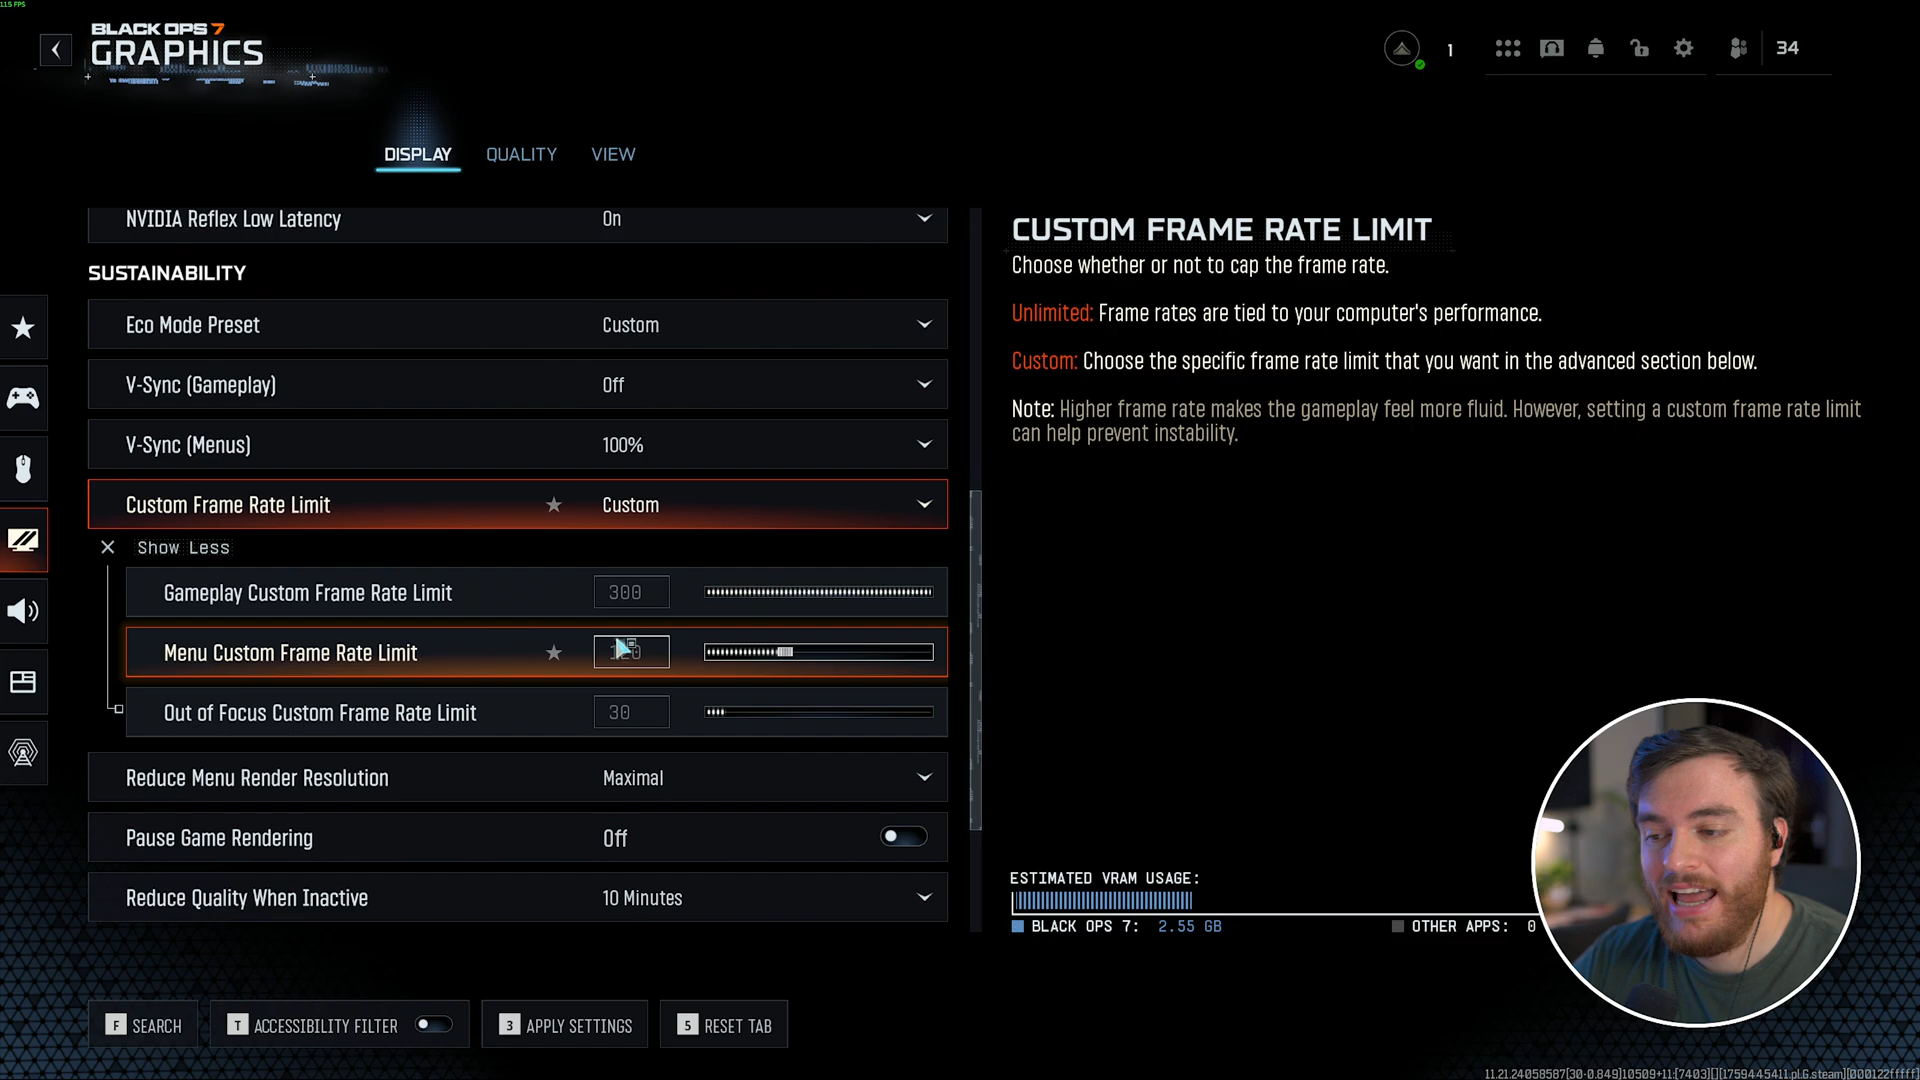 115 FPS
BLACK OPS 7
GRAPHICS
1
34
DISPLAY
QUALITY
VIEW
NVIDIA Reflex Low Latency
On
SUSTAINABILITY
Eco Mode Preset
Custom
V-Sync (Gameplay)
Off
V-Sync (Menus)
100%
Custom Frame Rate Limit
Custom
Show Less
Gameplay Custom Frame Rate Limit
300
Menu Custom Frame Rate Limit
Out of Focus Custom Frame Rate Limit
30
Reduce Menu Render Resolution
Maximal
Pause Game Rendering
Off
Reduce Quality When Inactive
10 Minutes
CUSTOM FRAME RATE LIMIT
Choose whether or not to cap the frame rate.
Unlimited: Frame rates are tied to your computer's performance.
Custom: Choose the specific frame rate limit that you want in the advanced section below.
Note: Higher frame rate makes the gameplay feel more fluid. However, setting a custom frame rate limit
can help prevent instability.
ESTIMATED VRAM USAGE:
BLACK OPS 7: 2.55 GB
OTHER APPS: 0
F SEARCH
T ACCESSIBILITY FILTER
3 APPLY SETTINGS
5 RESET TAB